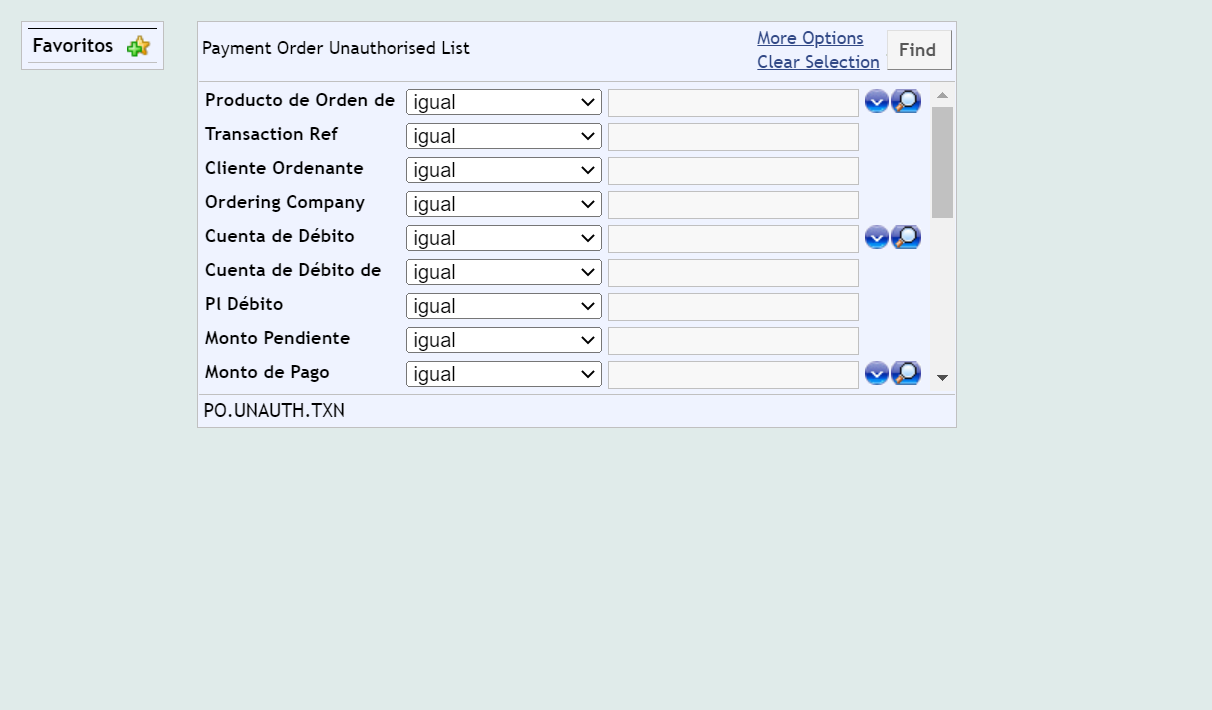 Favoritos
Payment Order Unauthorised List
More Options
Clear Selection
Find
Producto de Orden de igual
Transaction Ref igual
Cliente Ordenante igual
Ordering Company igual
Cuenta de Débito igual
Cuenta de Débito de igual
Pl Débito igual
Monto Pendiente igual
Monto de Pago igual
PO.UNAUTH.TXN